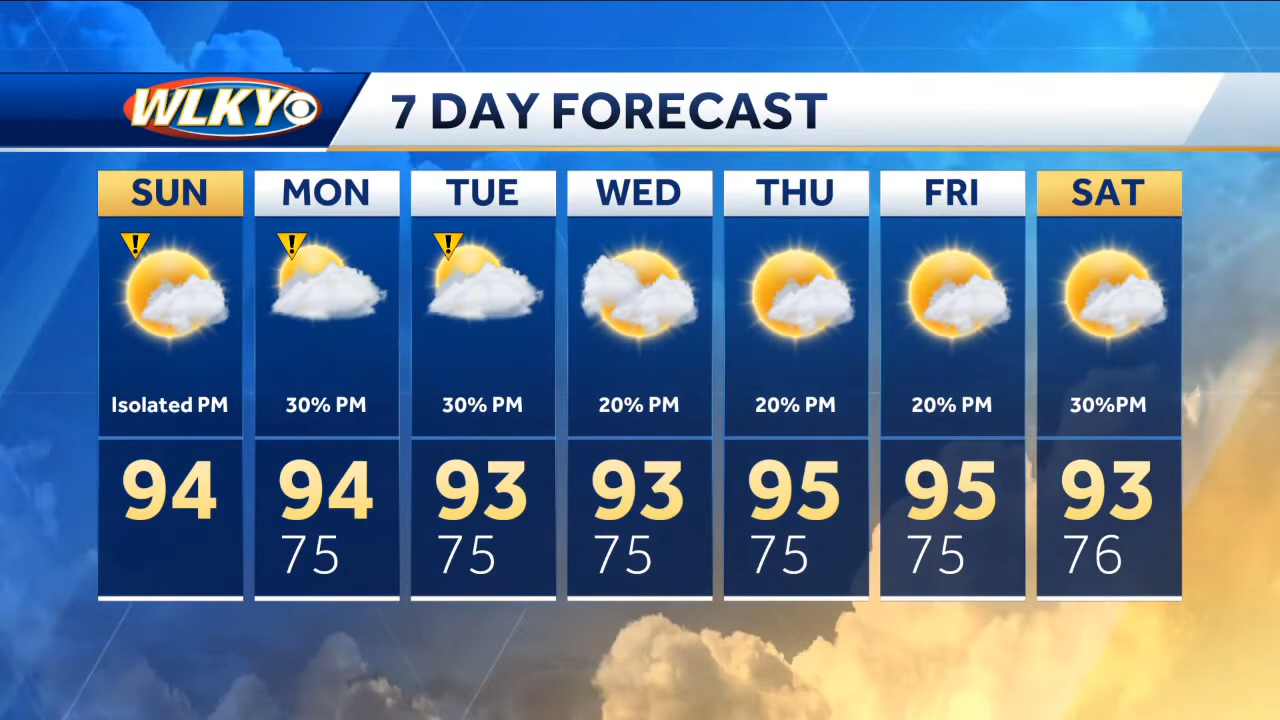 WLKY
7 DAY FORECAST
SUN MON TUE WED THU FRI SAT
! ! !
Isolated PM 30% PM 30% PM 20% PM 20% PM 20% PM 30%PM
94 94 93 93 95 95 93
75 75 75 75 75 76